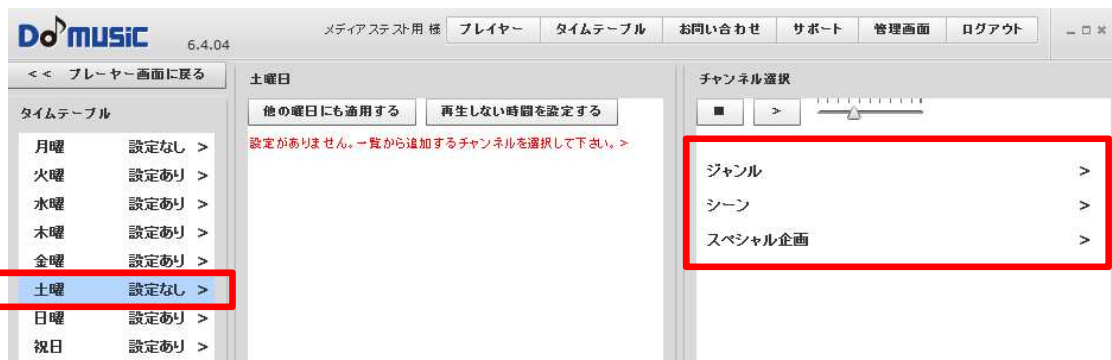 Do♪MUSiC 6.4.04
メディアステスト用 様 プレイヤー タイムテーブル お問い合わせ サポート 管理画面 ログアウト
<< プレーヤー画面に戻る
タイムテーブル
月曜 設定なし >
火曜 設定あり >
水曜 設定あり >
木曜 設定あり >
金曜 設定あり >
土曜 設定なし >
日曜 設定あり >
祝日 設定あり >
土曜日
他の曜日にも適用する 再生しない時間を設定する
設定がありません。一覧から追加するチャンネルを選択して下さい。>
チャンネル選択
■ >
ジャンル >
シーン >
スペシャル企画 >